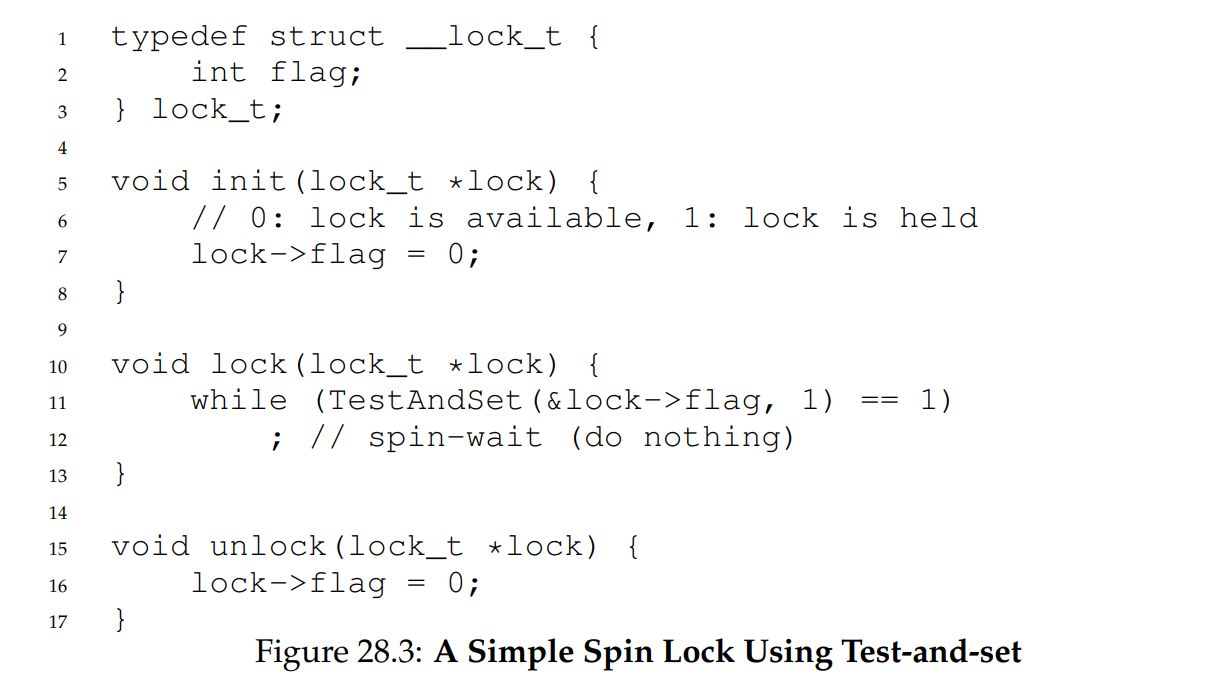 1 typedef struct __lock_t {
2 int flag;
3 } lock_t;
4
5 void init(lock_t *lock) {
6 // 0: lock is available, 1: lock is held
7 lock->flag = 0;
8 }
9
10 void lock(lock_t *lock) {
11 while (TestAndSet(&lock->flag, 1) == 1)
12 ; // spin-wait (do nothing)
13 }
14
15 void unlock(lock_t *lock) {
16 lock->flag = 0;
17 }
Figure 28.3: A Simple Spin Lock Using Test-and-set